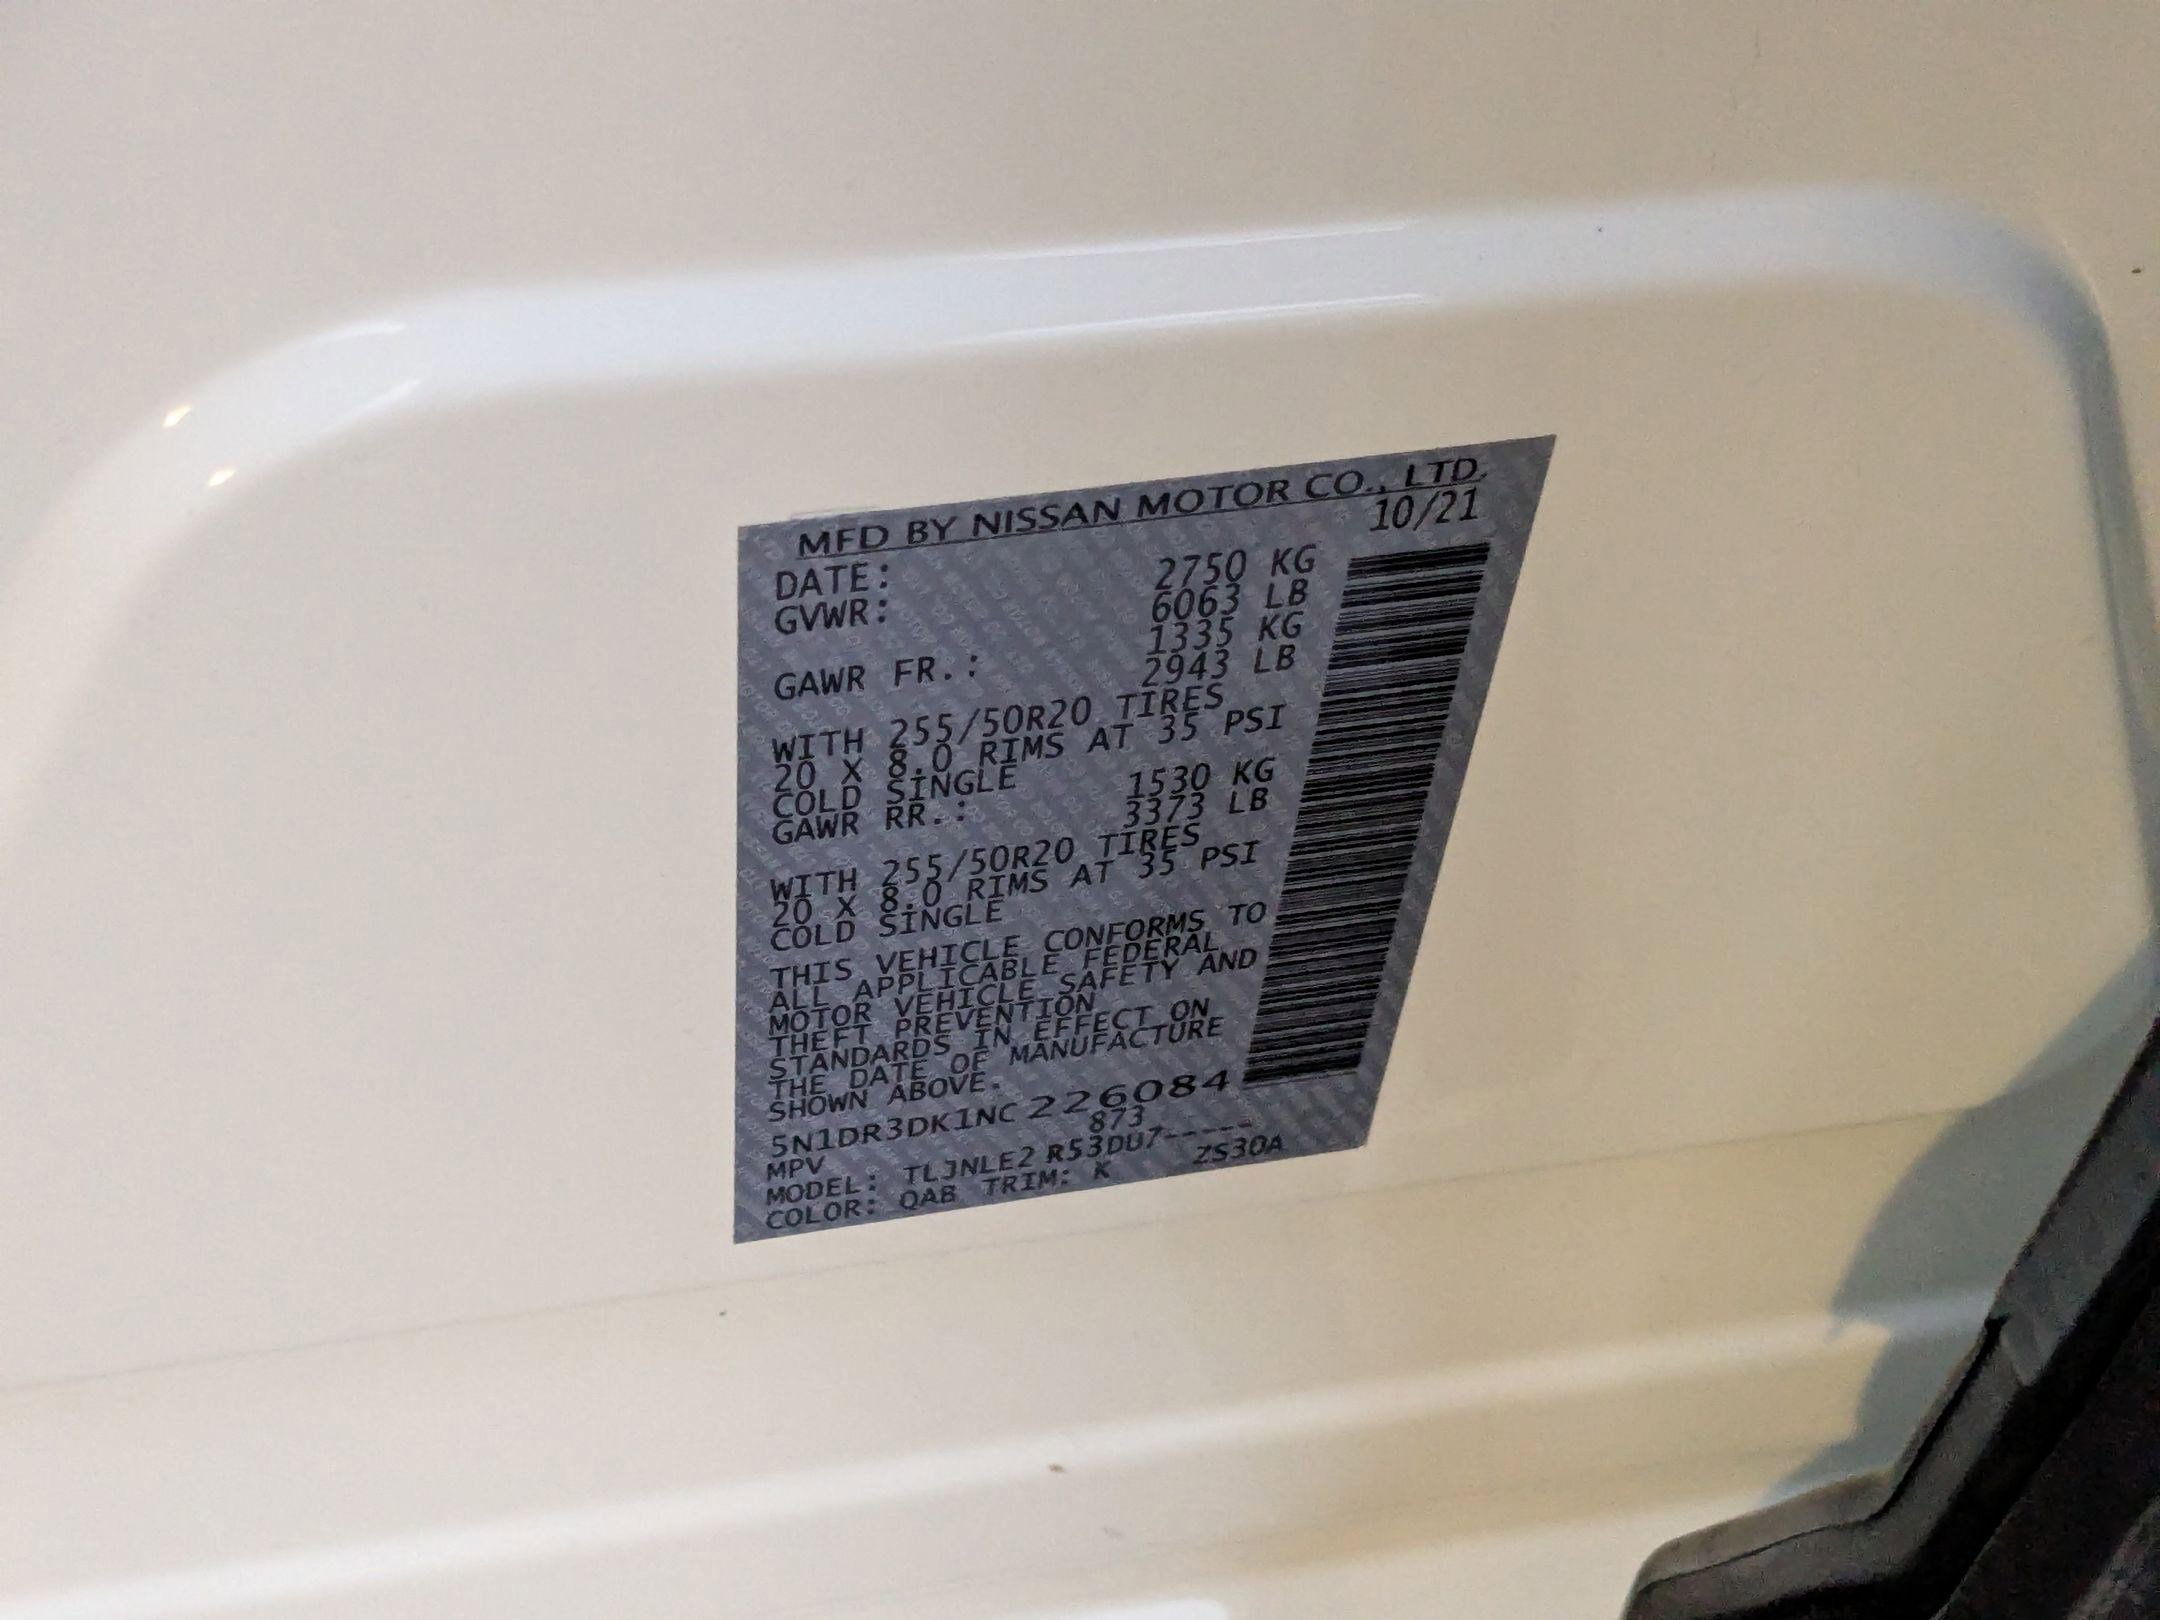 MFD BY NISSAN MOTOR CO., LTD.
DATE: 10/21
GVWR: 2750 KG
6063 LB
GAWR FR.: 1335 KG
2943 LB
WITH 255/50R20 TIRES
20 X 8.0 RIMS AT 35 PSI
COLD SINGLE
GAWR RR.: 1530 KG
3373 LB
WITH 255/50R20 TIRES
20 X 8.0 RIMS AT 35 PSI
COLD SINGLE
THIS VEHICLE CONFORMS TO
ALL APPLICABLE FEDERAL
MOTOR VEHICLE SAFETY AND
THEFT PREVENTION
STANDARDS IN EFFECT ON
THE DATE OF MANUFACTURE
SHOWN ABOVE.
5N1DR3DK1NC226084
MPV 873
MODEL: TLJNLE2 R53DU7-----
COLOR: QAB TRIM: K ZS30A